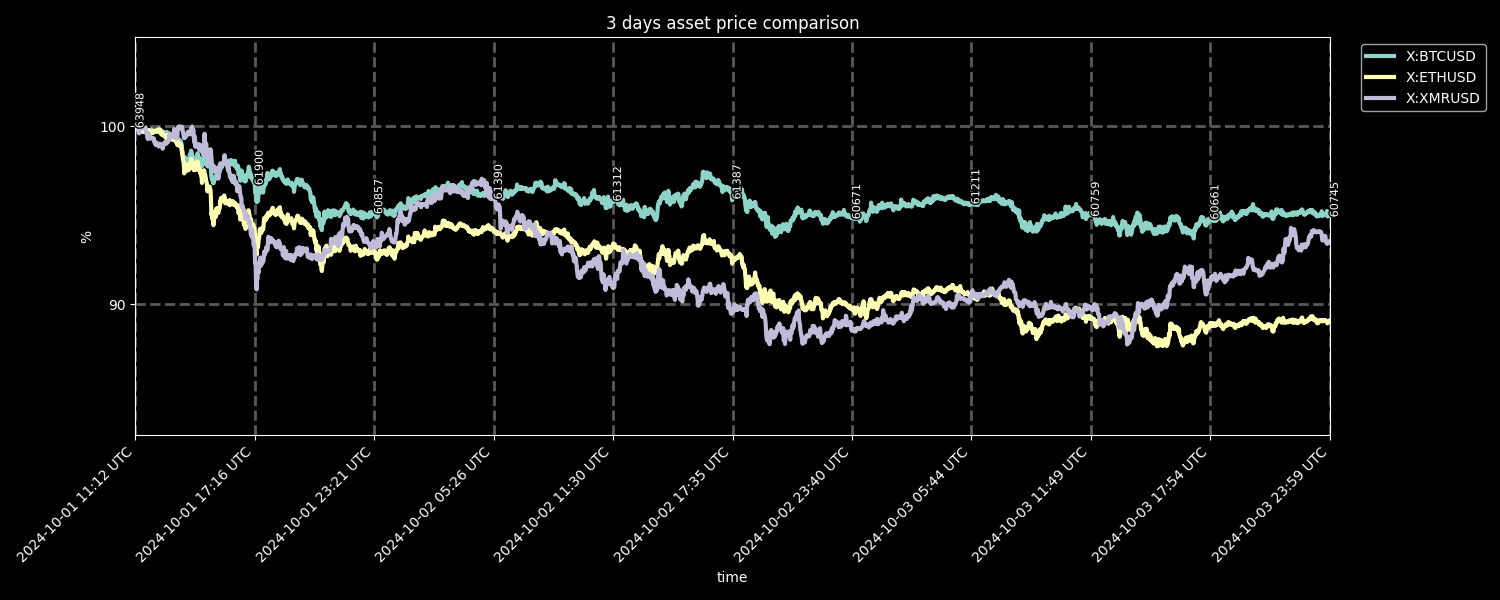 3 days asset price comparison
X:BTCUSD
X:ETHUSD
X:XMRUSD
100
90
%
63948
61900
60857
61390
61312
61387
60671
61211
60759
60661
60745
2024-10-01 11:12 UTC
2024-10-01 17:16 UTC
2024-10-01 23:21 UTC
2024-10-02 05:26 UTC
2024-10-02 11:30 UTC
2024-10-02 17:35 UTC
2024-10-02 23:40 UTC
2024-10-03 05:44 UTC
2024-10-03 11:49 UTC
2024-10-03 17:54 UTC
2024-10-03 23:59 UTC
time